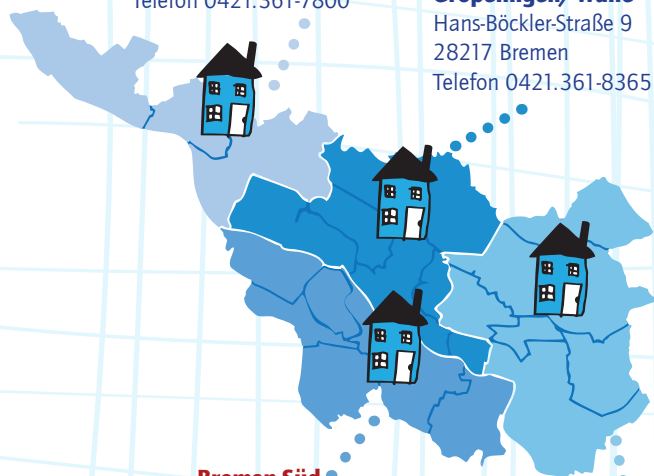 Telefon 0421.361-7800
Gröpelingen/Walle
Hans-Böckler-Straße 9
28217 Bremen
Telefon 0421.361-8365
Bremen Süd